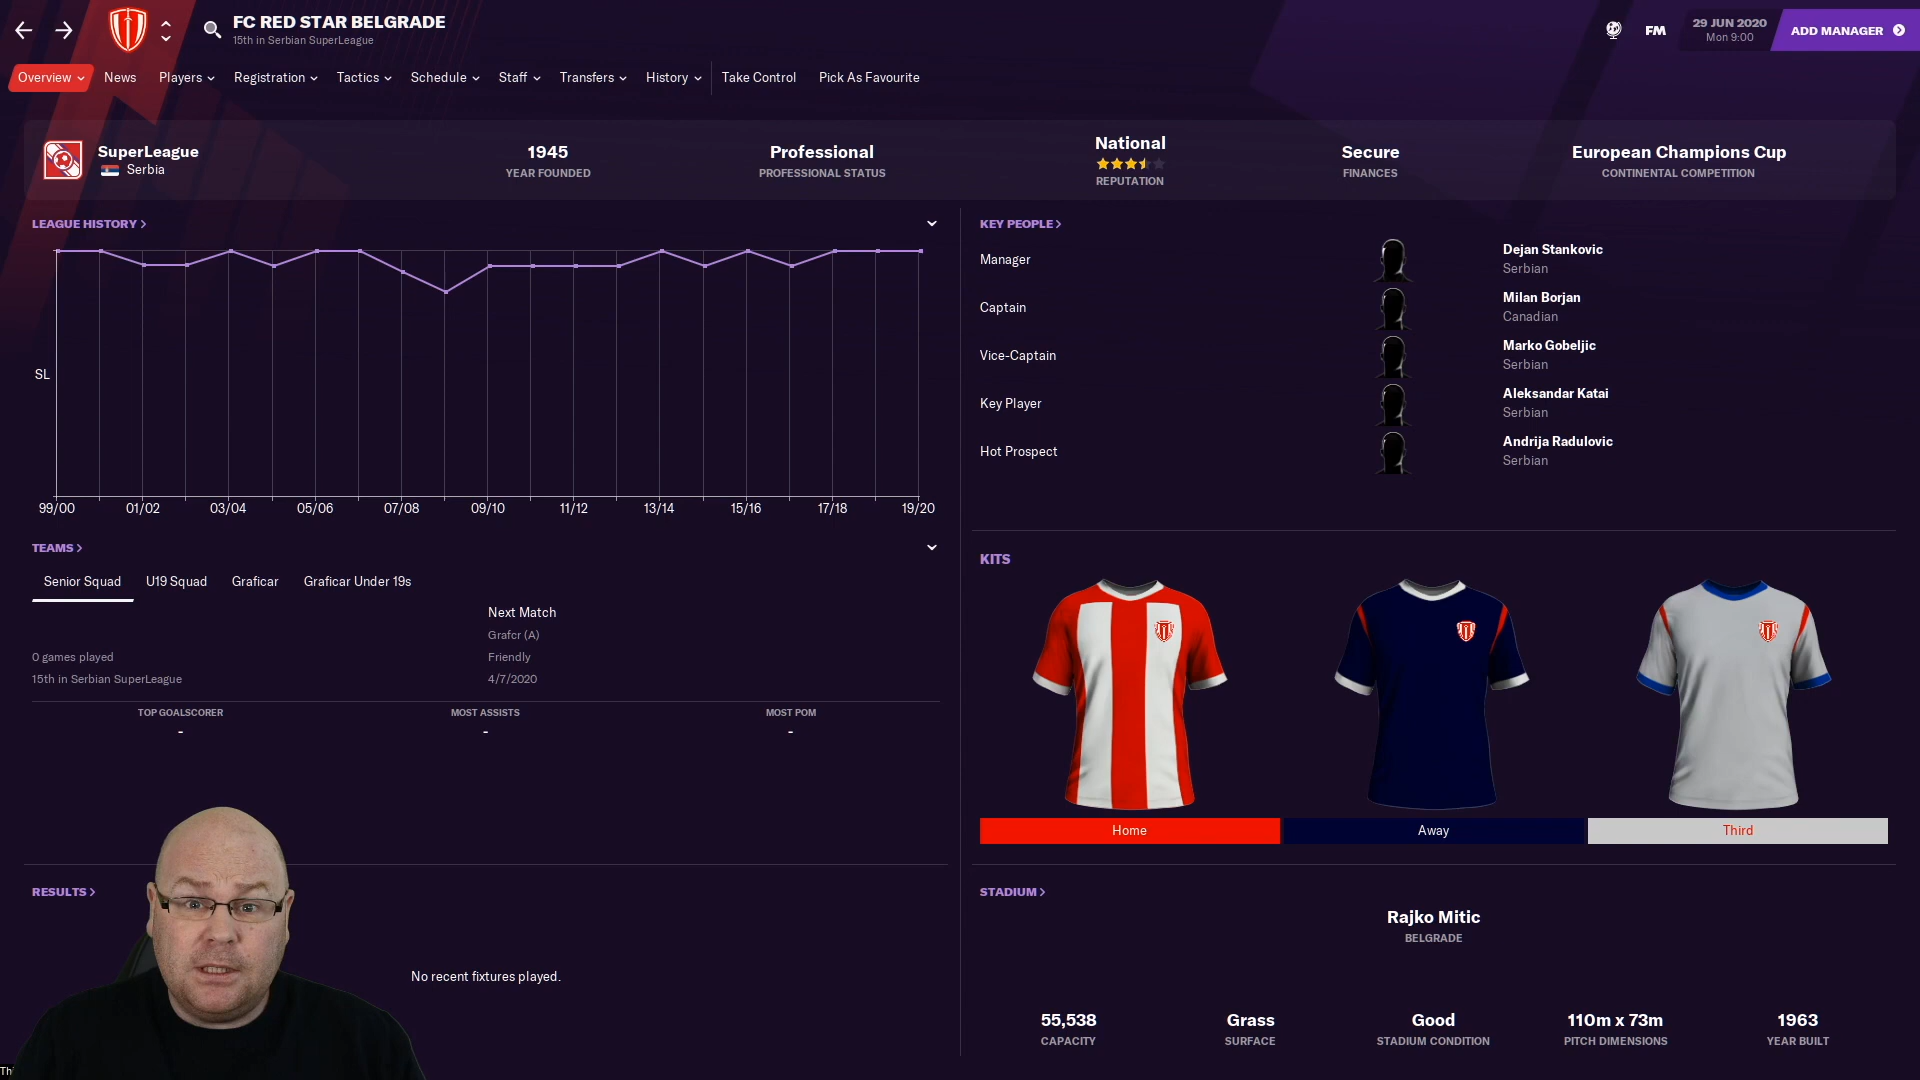 FC RED STAR BELGRADE
15th in Serbian SuperLeague
FM
29 JUN 2020
Mon 9:00
ADD MANAGER
Overview
News
Players
Registration
Tactics
Schedule
Staff
Transfers
History
Take Control
Pick As Favourite
SuperLeague
Serbia
1945
YEAR FOUNDED
Professional
PROFESSIONAL STATUS
National
REPUTATION
Secure
FINANCES
European Champions Cup
CONTINENTAL COMPETITION
LEAGUE HISTORY
SL
99/00
01/02
03/04
05/06
07/08
09/10
11/12
13/14
15/16
17/18
19/20
TEAMS
Senior Squad
U19 Squad
Graficar
Graficar Under 19s
0 games played
15th in Serbian SuperLeague
Next Match
Grafcr (A)
Friendly
4/7/2020
TOP GOALSCORER
-
MOST ASSISTS
-
MOST POM
-
RESULTS
No recent fixtures played.
Th
KEY PEOPLE
Manager
Dejan Stankovic
Serbian
Captain
Milan Borjan
Canadian
Vice-Captain
Marko Gobeljic
Serbian
Key Player
Aleksandar Katai
Serbian
Hot Prospect
Andrija Radulovic
Serbian
KITS
Home
Away
Third
STADIUM
Rajko Mitic
BELGRADE
55,538
CAPACITY
Grass
SURFACE
Good
STADIUM CONDITION
110m x 73m
PITCH DIMENSIONS
1963
YEAR BUILT